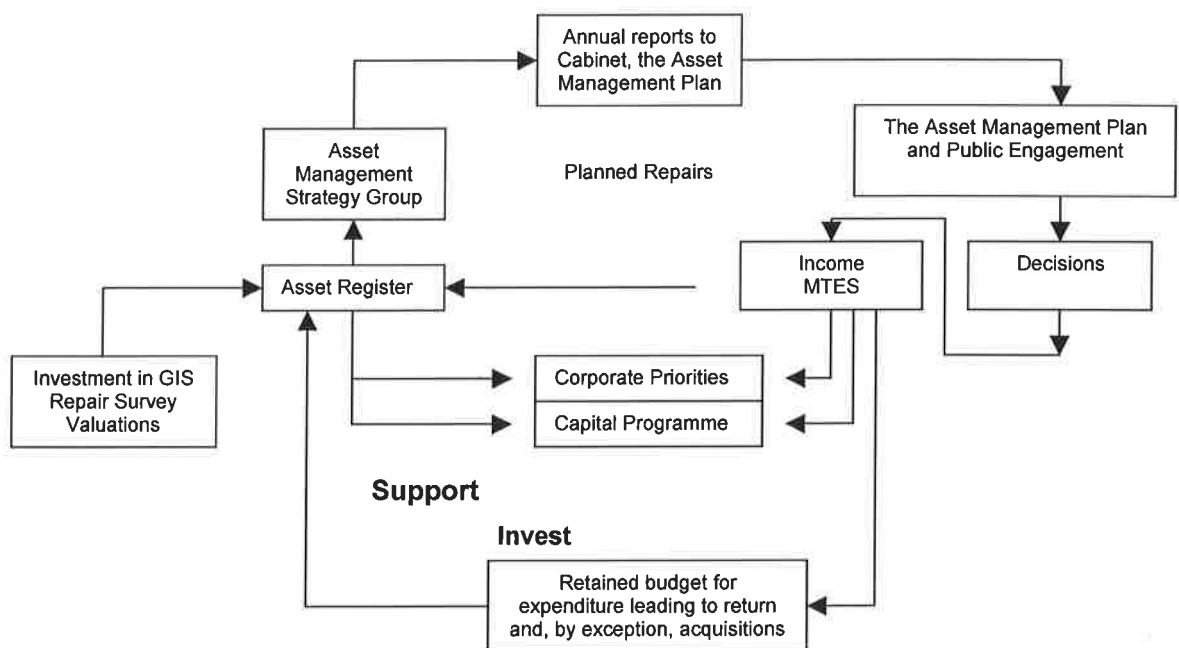 Annual reports to
Cabinet, the Asset
Management Plan
The Asset Management Plan
and Public Engagement
Asset
Management
Strategy Group
Planned Repairs
Income
MTES
Decisions
Asset Register
Investment in GIS
Repair Survey
Valuations
Corporate Priorities
Capital Programme
Support
Invest
Retained budget for
expenditure leading to return
and, by exception, acquisitions